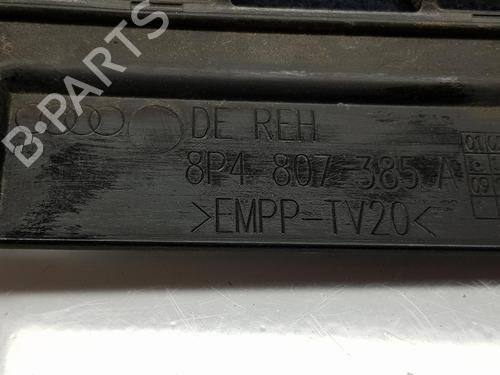 DE REH
8P4 807 385 A
>EMPP-TV20<
B-PARTS